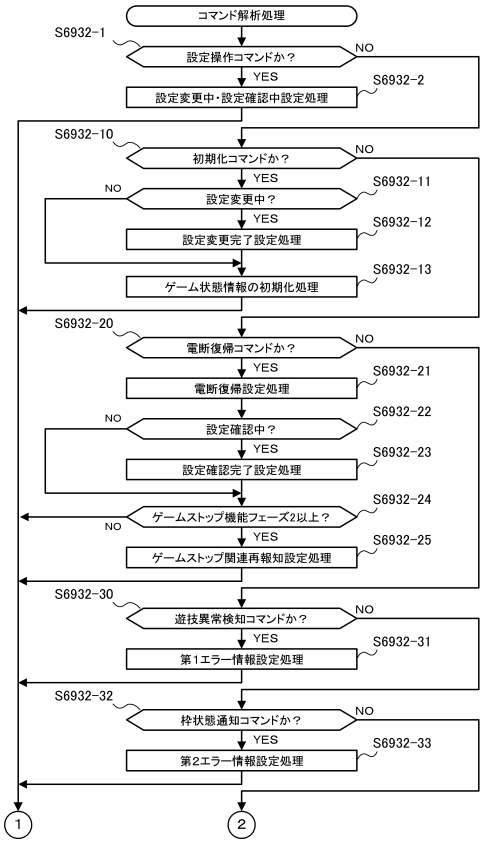 コマンド解析処理
S6932-1
設定操作コマンドか？
NO
YES
S6932-2
設定変更中・設定確認中設定処理
S6932-10
初期化コマンドか？
NO
YES
S6932-11
NO
設定変更中？
YES
S6932-12
設定変更完了設定処理
S6932-13
ゲーム状態情報の初期化処理
S6932-20
電断復帰コマンドか？
NO
YES
S6932-21
電断復帰設定処理
S6932-22
NO
設定確認中？
YES
S6932-23
設定確認完了設定処理
S6932-24
ゲームストップ機能フェーズ2以上？
NO
YES
S6932-25
ゲームストップ関連再報知設定処理
S6932-30
遊技異常検知コマンドか？
NO
YES
S6932-31
第1エラー情報設定処理
S6932-32
枠状態通知コマンドか？
NO
YES
S6932-33
第2エラー情報設定処理
1
2